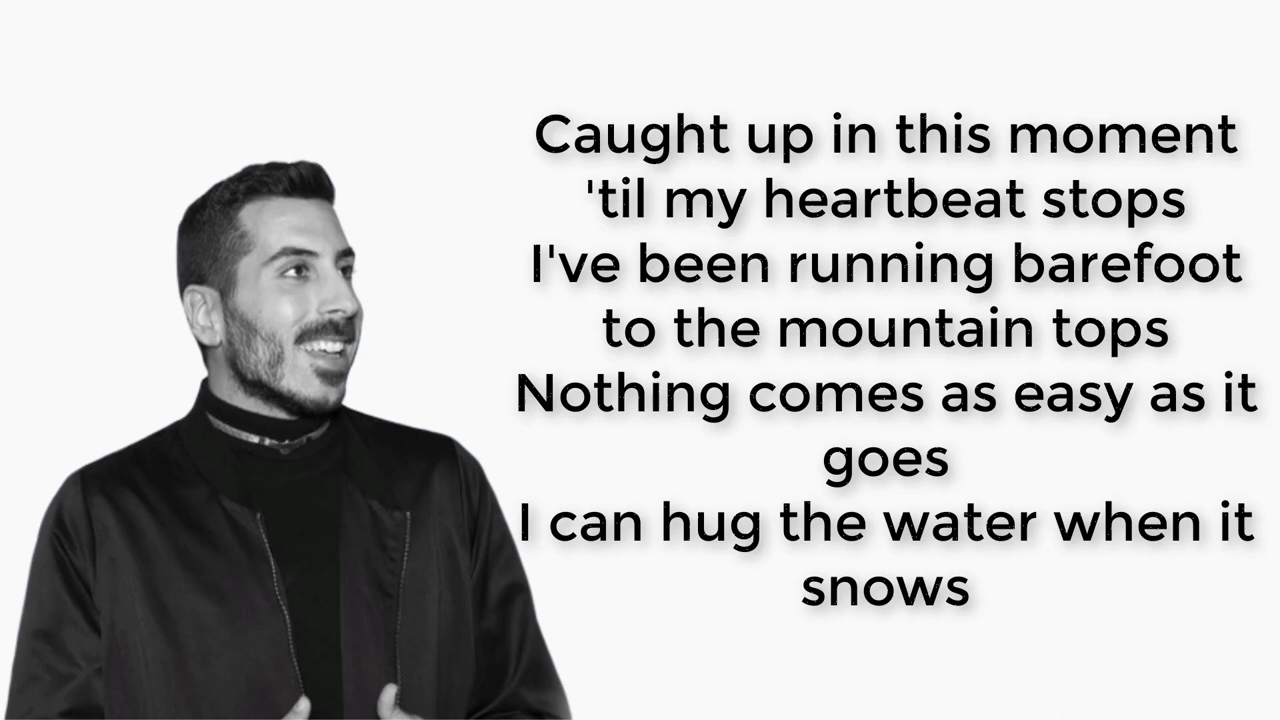 Caught up in this moment
'til my heartbeat stops
I've been running barefoot
to the mountain tops
Nothing comes as easy as it
goes
I can hug the water when it
snows